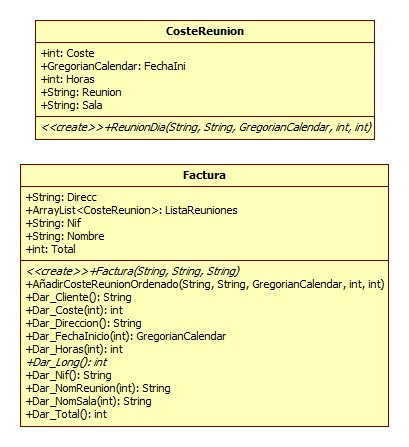 CosteReunion
+int: Coste
+GregorianCalendar: FechaIni
+int: Horas
+String: Reunion
+String: Sala
<<create>>+ReunionDia(String, String, GregorianCalendar, int, int)
Factura
+String: Direcc
+ArrayList<CosteReunion>: ListaReuniones
+String: Nif
+String: Nombre
+int: Total
<<create>>+Factura(String, String, String)
+AñadirCosteReunionOrdenado(String, String, GregorianCalendar, int, int)
+Dar_Cliente(): String
+Dar_Coste(int): int
+Dar_Direccion(): String
+Dar_FechaInicio(int): GregorianCalendar
+Dar_Horas(int): int
+Dar_Long(): int
+Dar_Nif(): String
+Dar_NomReunion(int): String
+Dar_NomSala(int): String
+Dar_Total(): int